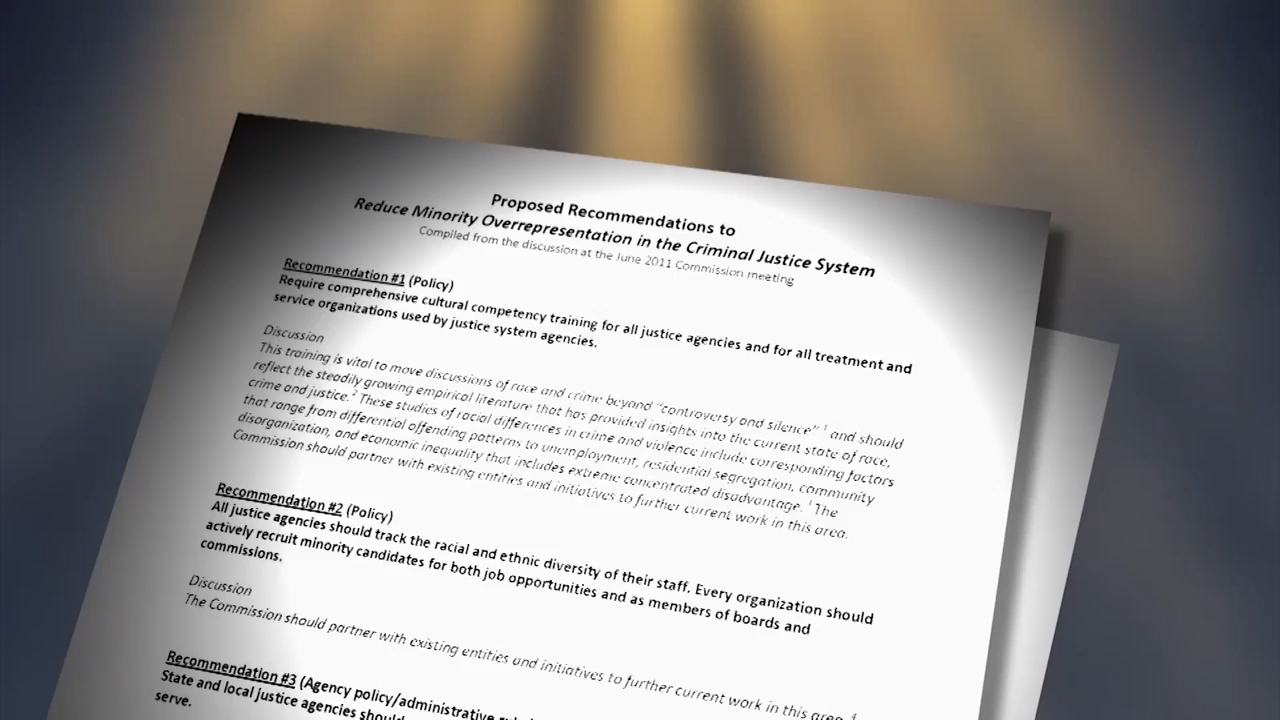 Proposed Recommendations to
Reduce Minority Overrepresentation in the Criminal Justice System
Compiled from the discussion at the June 2011 Commission meeting
Recommendation #1 (Policy)
Require comprehensive cultural competency training for all justice agencies and for all treatment and
service organizations used by justice system agencies.
Discussion
This training is vital to move discussions of race and crime beyond “controversy and silence” 1 and should
reflect the steadily growing empirical literature that has provided insights into the current state of race,
crime and justice.2 These studies of racial differences in crime and violence include corresponding factors
that range from differential offending patterns to unemployment, residential segregation, community
disorganization, and economic inequality that includes extreme concentrated disadvantage. 1 The
Commission should partner with existing entities and initiatives to further current work in this area.
Recommendation #2 (Policy)
All justice agencies should track the racial and ethnic diversity of their staff. Every organization should
actively recruit minority candidates for both job opportunities and as members of boards and
commissions.
Discussion
The Commission should partner with existing entities and initiatives to further current work in this area. 4
Recommendation #3 (Agency policy/administrative
State and local justice agencies should
serve.